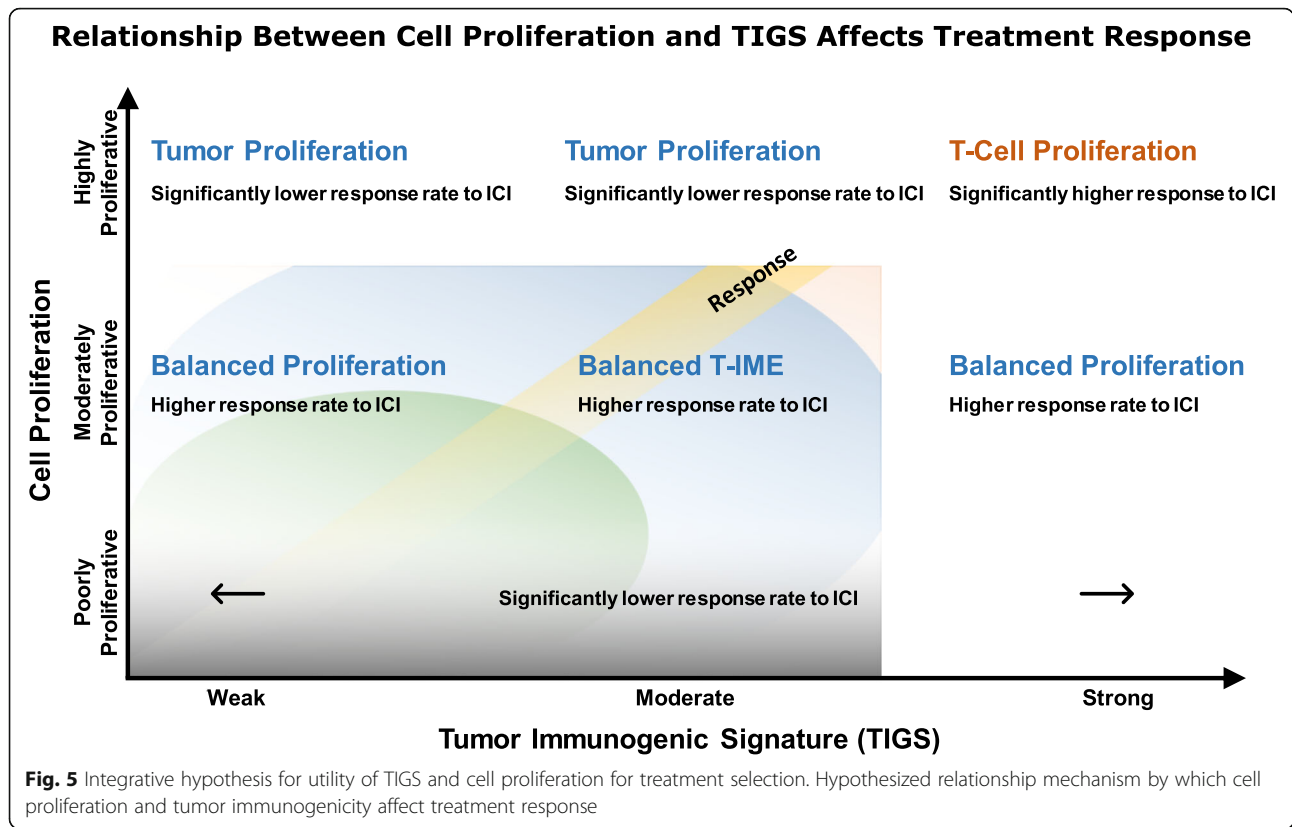 Relationship Between Cell Proliferation and TIGS Affects Treatment Response
Cell Proliferation
Highly
Proliferative
Tumor Proliferation
Significantly lower response rate to ICI
Tumor Proliferation
Significantly lower response rate to ICI
T-Cell Proliferation
Significantly higher response to ICI
Response
Moderately
Proliferative
Balanced Proliferation
Higher response rate to ICI
Balanced T-IME
Higher response rate to ICI
Balanced Proliferation
Higher response rate to ICI
Poorly
Proliferative
Significantly lower response rate to ICI
Weak
Moderate
Strong
Tumor Immunogenic Signature (TIGS)
Fig. 5 Integrative hypothesis for utility of TIGS and cell proliferation for treatment selection. Hypothesized relationship mechanism by which cell
proliferation and tumor immunogenicity affect treatment response